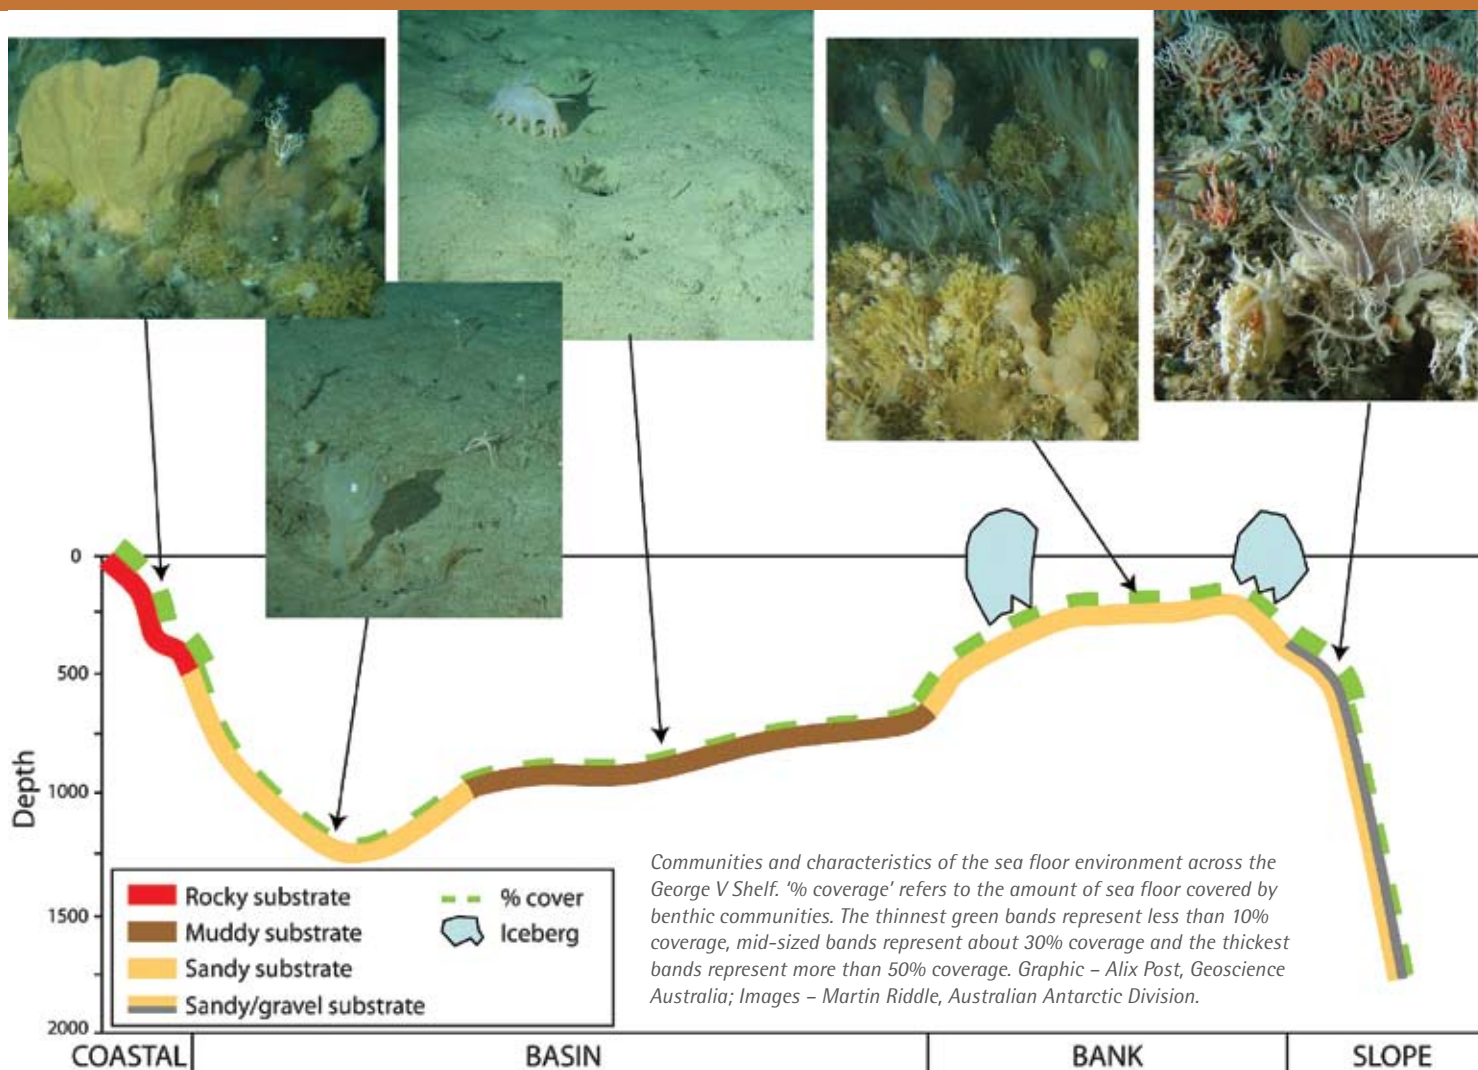 0
500
1000
1500
2000
Depth
Rocky substrate
Muddy substrate
Sandy substrate
Sandy/gravel substrate
% cover
Iceberg
Communities and characteristics of the sea floor environment across the
George V Shelf. '% coverage' refers to the amount of sea floor covered by
benthic communities. The thinnest green bands represent less than 10%
coverage, mid-sized bands represent about 30% coverage and the thickest
bands represent more than 50% coverage. Graphic – Alix Post, Geoscience
Australia; Images – Martin Riddle, Australian Antarctic Division.
COASTAL
BASIN
BANK
SLOPE